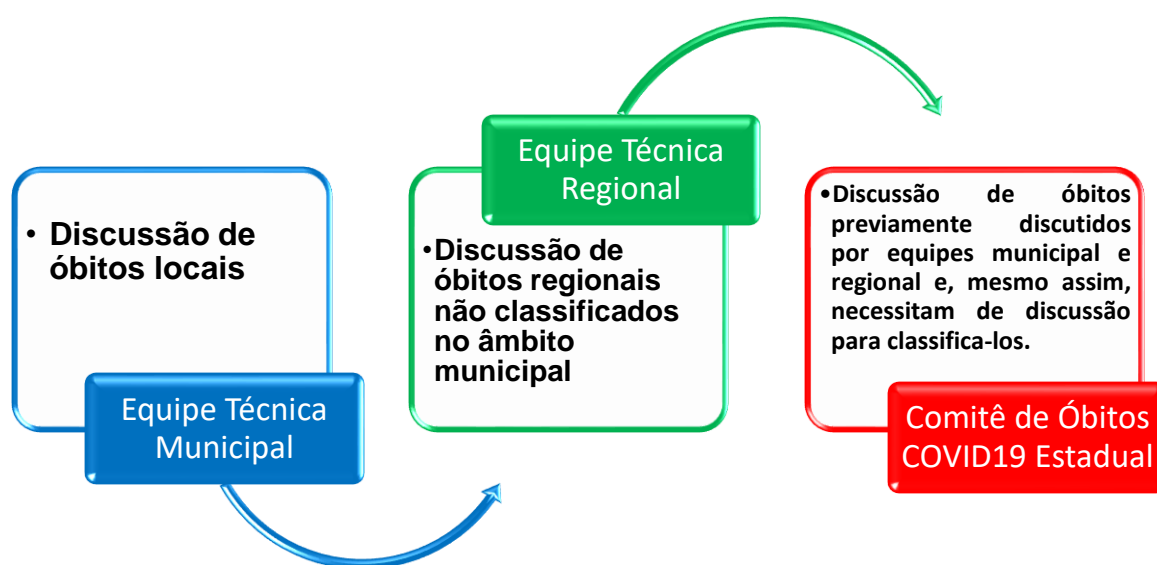 • Discussão de
óbitos locais
Equipe Técnica
Municipal
Equipe Técnica
Regional
•Discussão de
óbitos regionais
não classificados
no âmbito
municipal
•Discussão de óbitos
previamente discutidos
por equipes municipal e
regional e, mesmo assim,
necessitam de discussão
para classifica-los.
Comitê de Óbitos
COVID19 Estadual